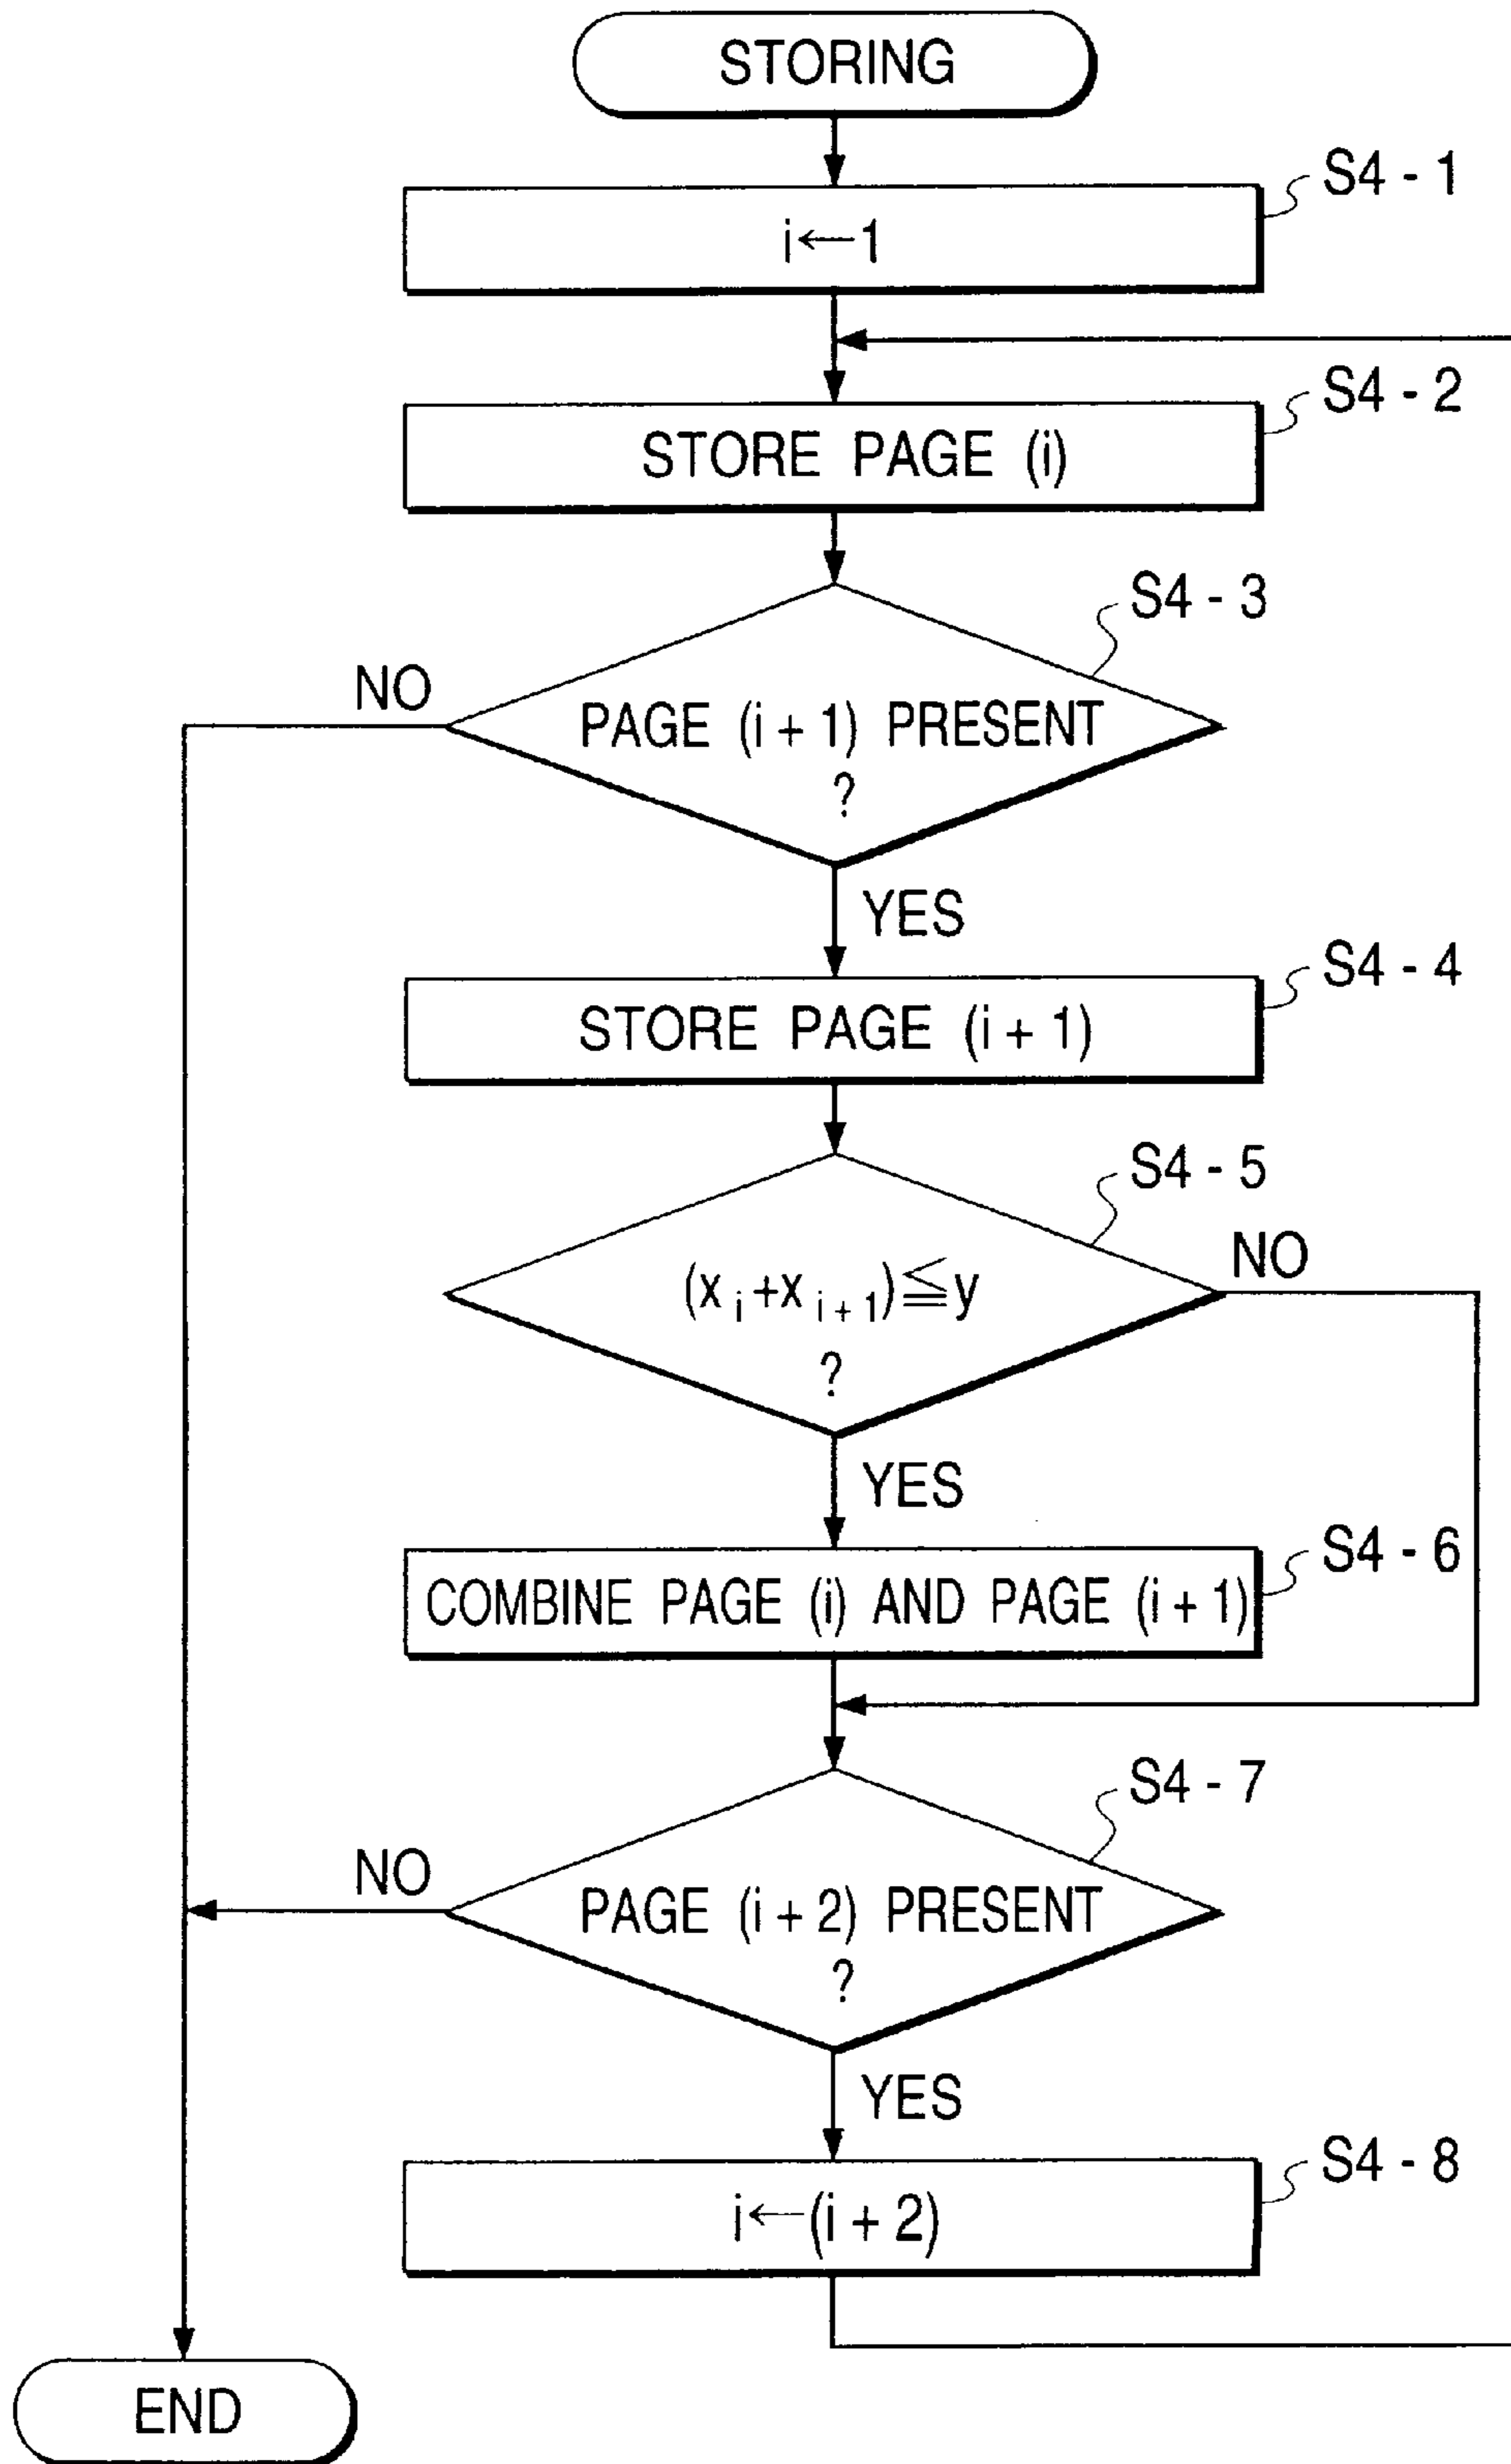 STORING
S4 - 1
i←1
S4 - 2
STORE PAGE (i)
S4 - 3
NO
PAGE (i + 1) PRESENT
?
YES
S4 - 4
STORE PAGE (i + 1)
S4 - 5
NO
(x i +x i + 1)≦y
?
YES
S4 - 6
COMBINE PAGE (i) AND PAGE (i + 1)
S4 - 7
NO
PAGE (i + 2) PRESENT
?
YES
S4 - 8
i←(i + 2)
END